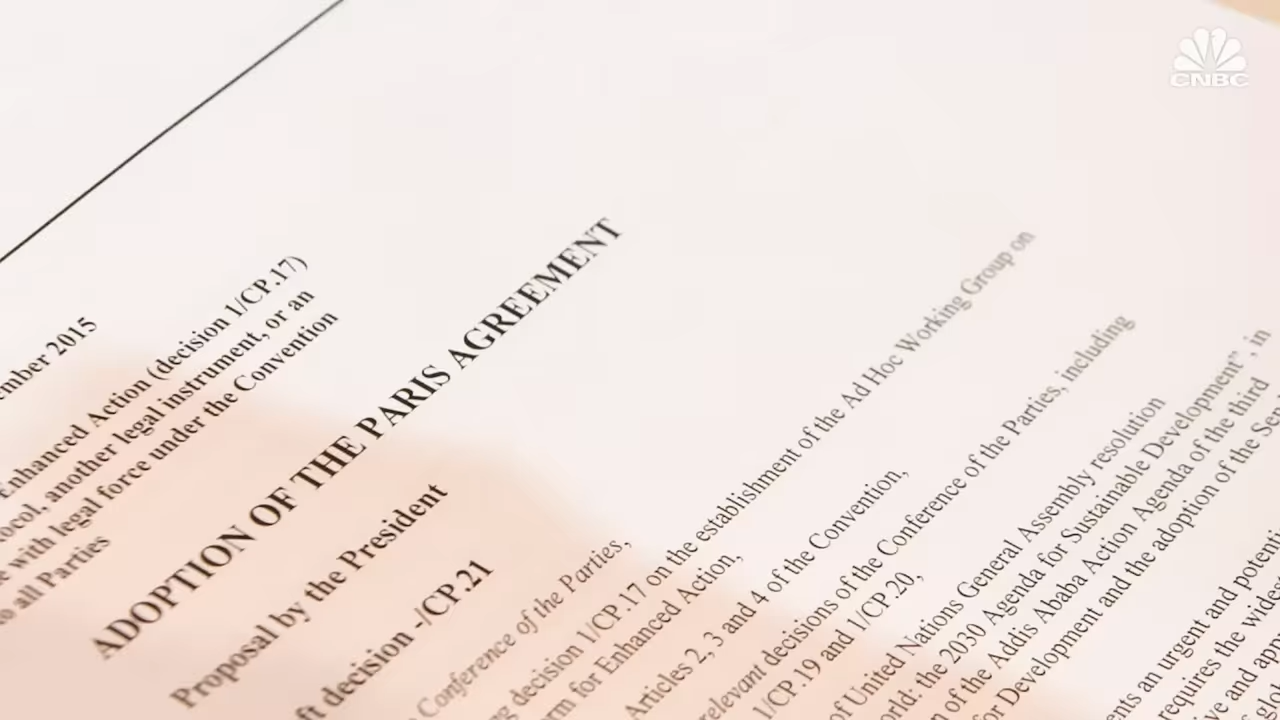 CNBC
ember 2015
Enhanced Action (decision 1/CP.17)
ocol, another legal instrument, or an
e with legal force under the Convention
to all Parties
ADOPTION OF THE PARIS AGREEMENT
Proposal by the President
ft decision -/CP.21
Conference of the Parties,
g decision 1/CP.17 on the establishment of the Ad Hoc Working Group on
orm for Enhanced Action,
Articles 2, 3 and 4 of the Convention,
relevant decisions of the Conference of the Parties, including
1/CP.19 and 1/CP.20,
of United Nations General Assembly resolution
orld: the 2030 Agenda for Sustainable Development", in
n of the Addis Ababa Action Agenda of the third
for Development and the adoption of the Sen
ents an urgent and potenti
requires the wides
ve and app